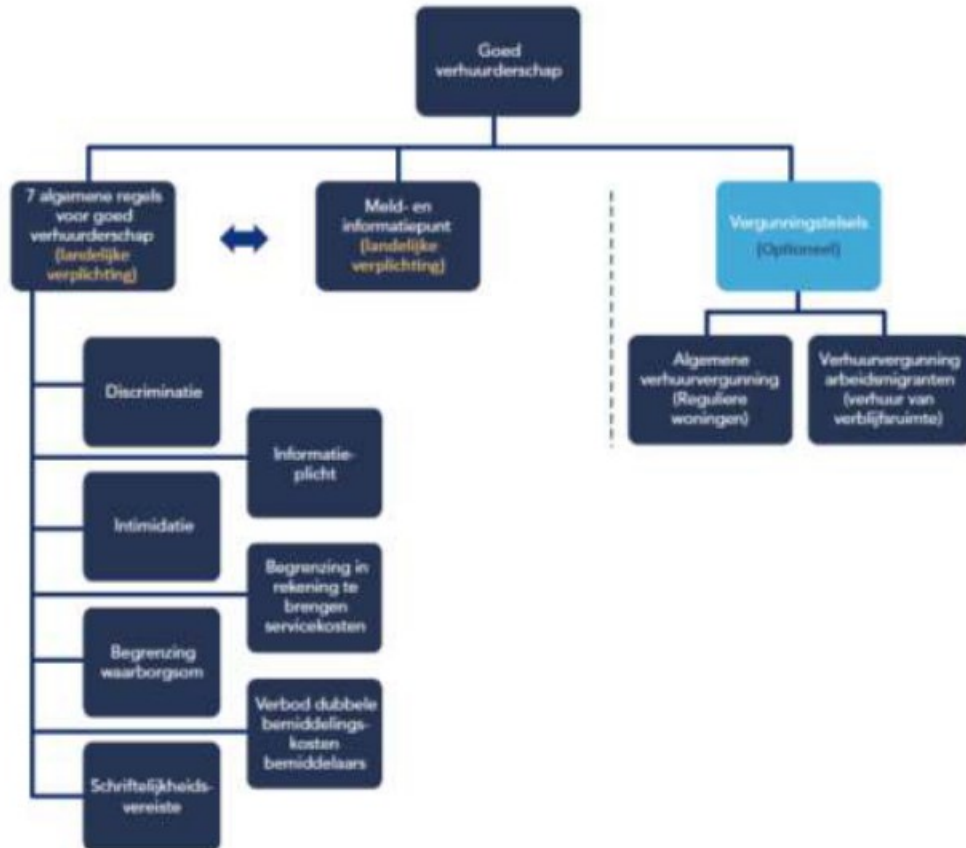 Goed
verhuurderschap
7 algemene regels
voor goed
verhuurderschap
(landelijke
verplichting)
Meld- en
informatiepunt
(landelijke
verplichting)
Vergunningstelsels
(Optioneel)
Algemene
verhuurvergunning
(Reguliere
woningen)
Verhuurvergunning
arbeidsmigranten
(verhuur van
verblijfsruimte)
Discriminatie
Informatie-
plicht
Intimidatie
Begrenzing in
rekening te
brengen
servicekosten
Begrenzing
waarborgsom
Verbod dubbele
bemiddelings-
kosten
bemiddelaars
Schriftelijkheids-
vereiste